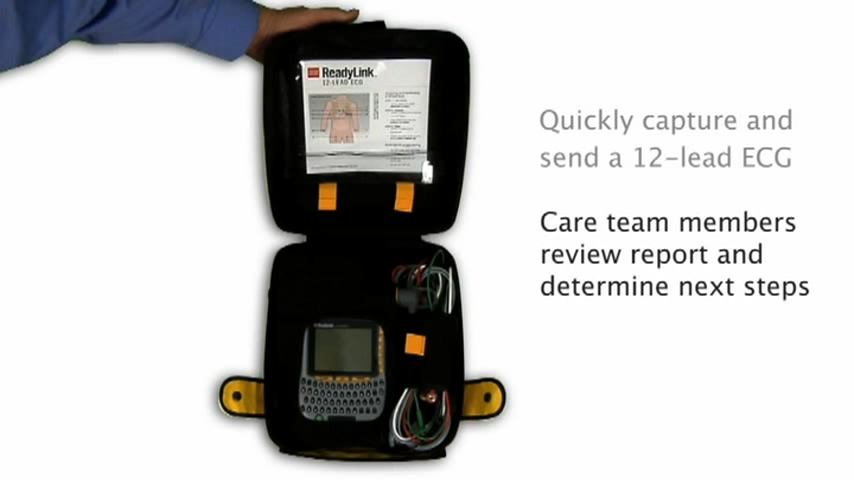 ReadyLink
12-LEAD ECG
Quickly capture and
send a 12-lead ECG
Care team members
review report and
determine next steps